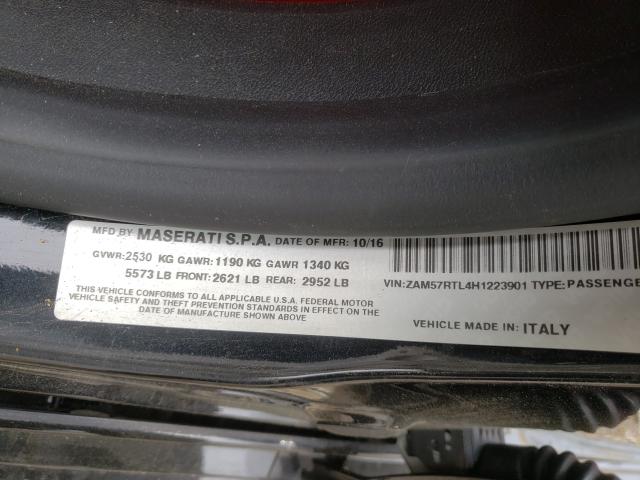 MFD BY MASERATI S.P.A. DATE OF MFR: 10/16
GVWR:2530 KG GAWR:1190 KG GAWR 1340 KG
5573 LB FRONT:2621 LB REAR: 2952 LB
THIS VEHICLE CONFORMS TO ALL APPLICABLE U.S.A. FEDERAL MOTOR
VEHICLE SAFETY AND THEFT PREVENTION STANDARDS IN EFFECT ON THE
DATE OF MANUFACTURE SHOWN ABOVE
VIN:ZAM57RTL4H1223901 TYPE:PASSENGE
VEHICLE MADE IN: ITALY